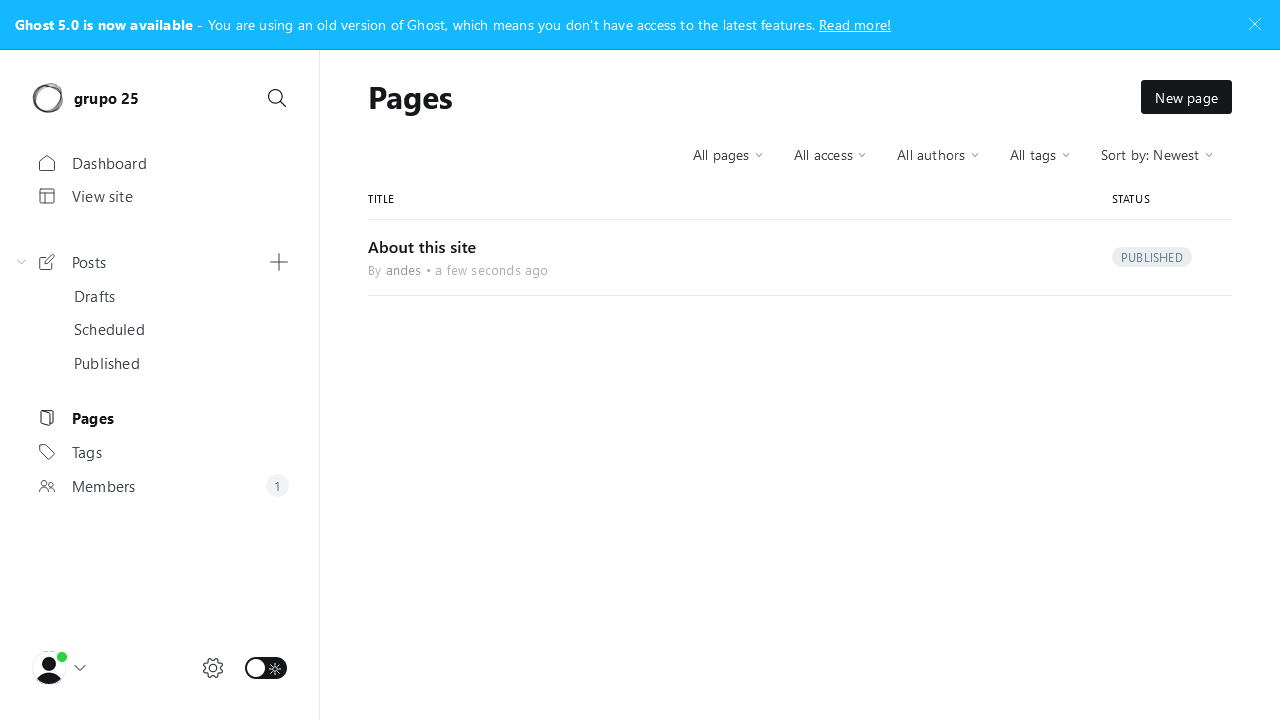 Ghost 5.0 is now available - You are using an old version of Ghost, which means you don't have access to the latest features. Read more!
grupo 25
Dashboard
View site
Posts
Drafts
Scheduled
Published
Pages
Tags
Members 1
Pages
New page
All pages All access All authors All tags Sort by: Newest
TITLE STATUS
About this site
By andes • a few seconds ago
PUBLISHED